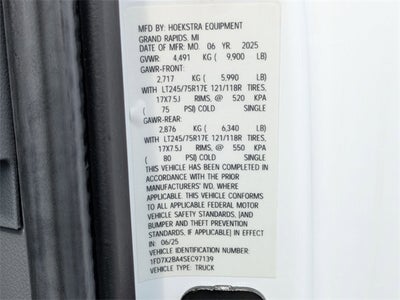 MFD BY: HOEKSTRA EQUIPMENT
GRAND RAPIDS, MI
DATE OF MFR: MO. 06 YR 2025
GVWR: 4,491 KG ( 9,900 LB)
GAWR-FRONT:
2,717 KG ( 5,990 LB)
WITH LT245/75R17E 121/118R TIRES,
17X7.5J RIMS, @ 520 KPA
( 75 PSI) COLD SINGLE
GAWR-REAR:
2,876 KG ( 6,340 LB)
WITH LT245/75R17E 121/118R TIRES,
17X7.5J RIMS, @ 550 KPA
( 80 PSI) COLD SINGLE
THIS VEHICLE HAS BEEN COMPLETED IN
ACCORDANCE WITH THE PRIOR
MANUFACTURERS' IVD, WHERE
APPLICABLE. THIS VEHICLE CONFORMS
TO ALL APPLICABLE FEDERAL MOTOR
VEHICLE SAFETY STANDARDS, [AND
BUMPER AND THEFT PREVENTION
STANDARDS, IF APPLICABLE] IN EFFECT
IN: 06/25
VEHICLE IDENTIFICATION NUMBER:
1FD7X2BA4SEC97139
VEHICLE TYPE: TRUCK